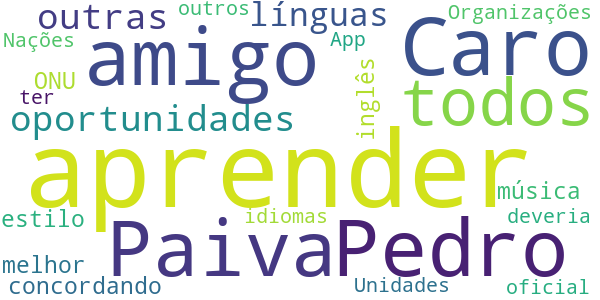 outras
outros
línguas
Organizações
Nações
amigo
App
Caro
ONU
ter
inglês
todos
oportunidades
aprender
música
estilo
idiomas
deveria
Paiva
Pedro
melhor
concordando
Unidades
oficial